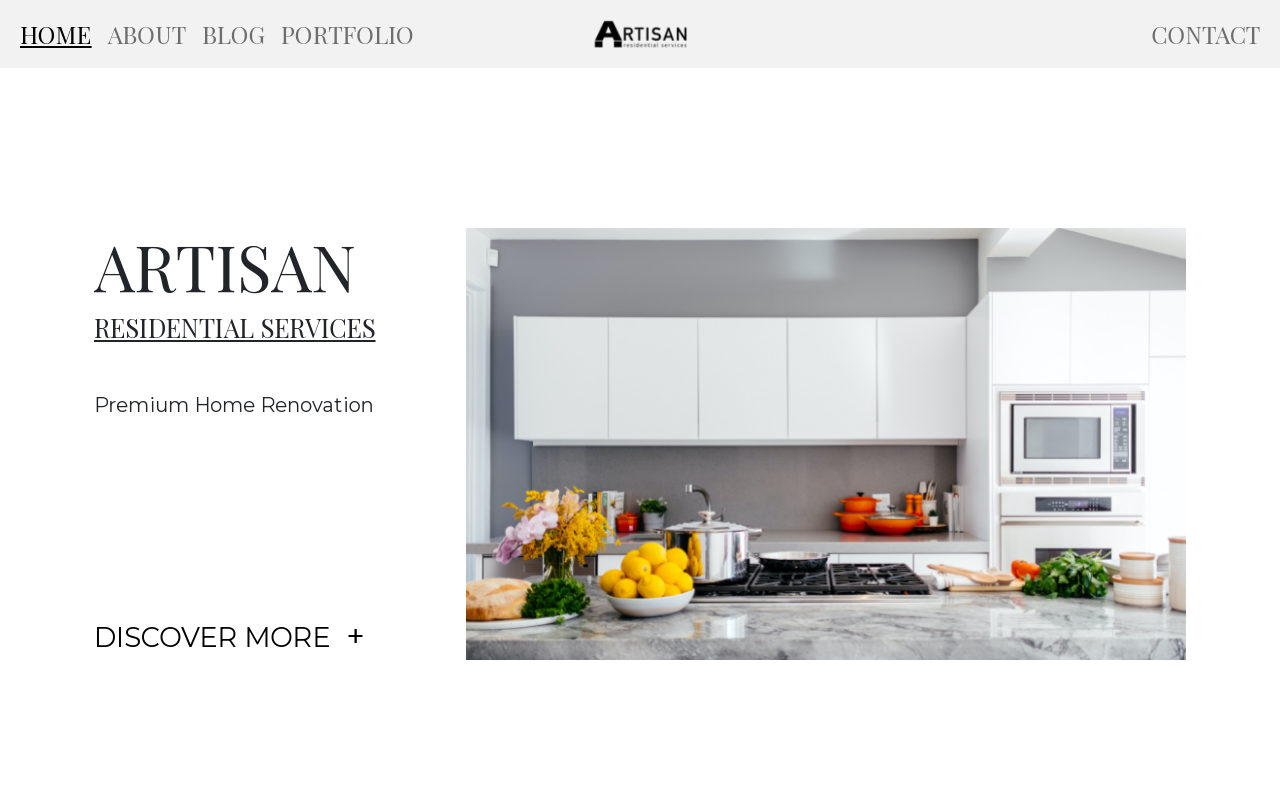 HOME ABOUT BLOG PORTFOLIO
ARTISAN
residential services
CONTACT
ARTISAN
RESIDENTIAL SERVICES
Premium Home Renovation
DISCOVER MORE +